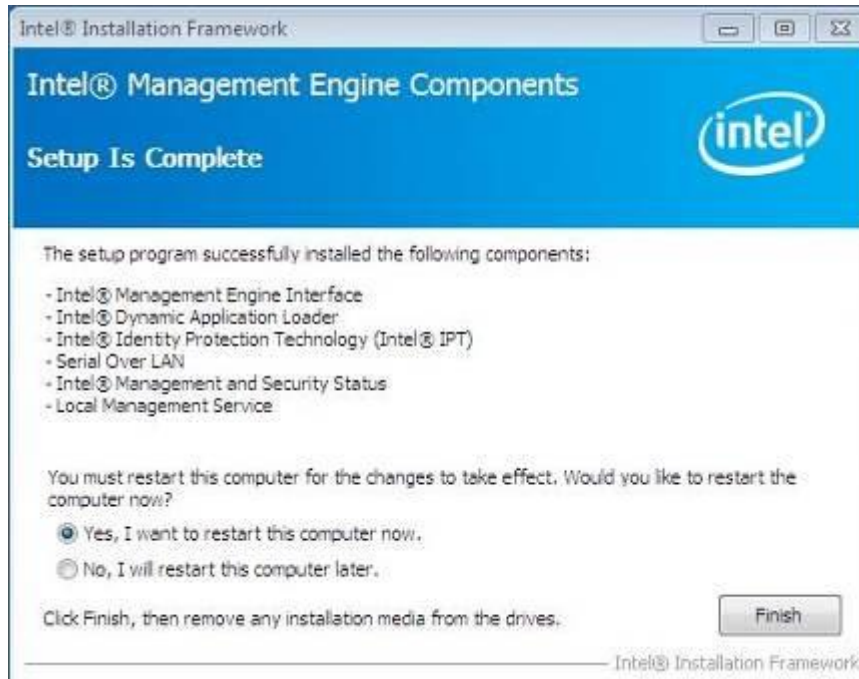 Intel® Installation Framework
Intel® Management Engine Components
intel
Setup Is Complete
The setup program successfully installed the following components:
- Intel® Management Engine Interface
- Intel® Dynamic Application Loader
- Intel® Identity Protection Technology (Intel® IPT)
- Serial Over LAN
- Intel® Management and Security Status
- Local Management Service
You must restart this computer for the changes to take effect. Would you like to restart the
computer now?
Yes, I want to restart this computer now.
No, I will restart this computer later.
Click Finish, then remove any installation media from the drives.
Finish
Intel® Installation Framework